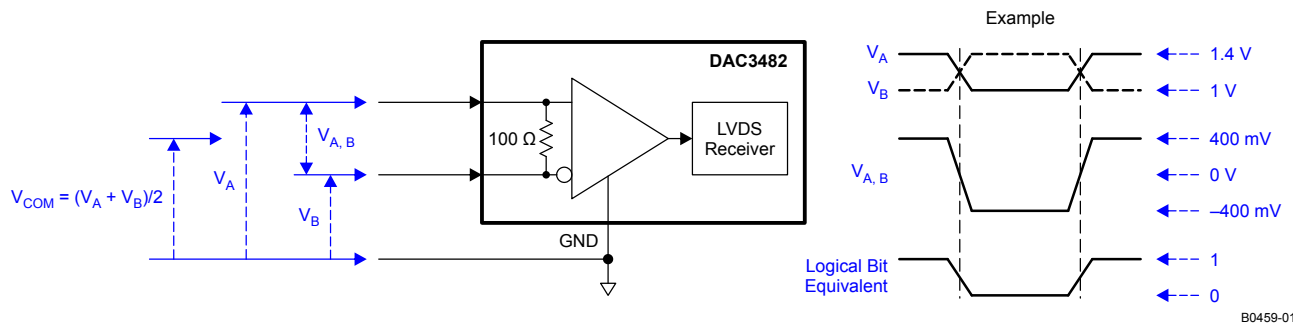 Example
DAC3482
V_A
1.4 V
V_B
1 V
100 Ω
LVDS
Receiver
V_A, B
V_A
V_COM = (V_A + V_B)/2
V_B
GND
400 mV
V_A, B
0 V
–400 mV
Logical Bit
Equivalent
1
0
B0459-01